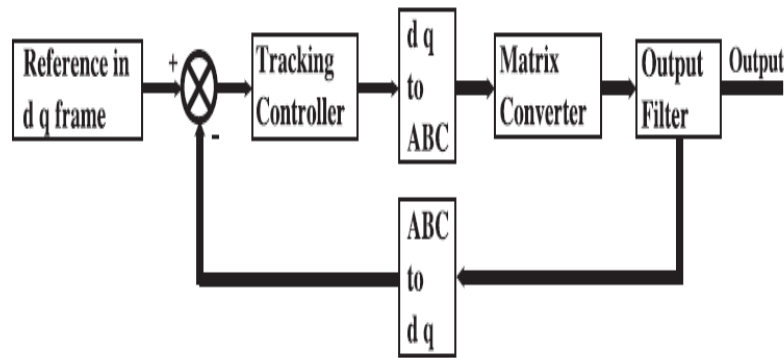 Reference in
d q frame
+
-
Tracking
Controller
d q
to
ABC
Matrix
Converter
Output
Filter
Output
ABC
to
d q